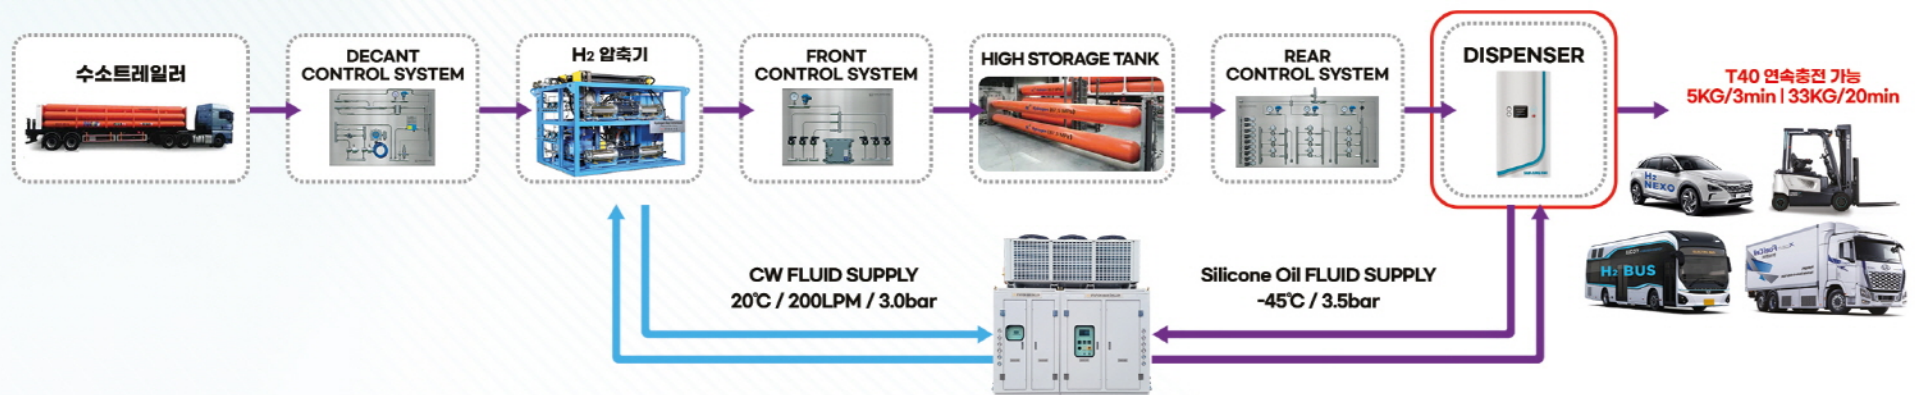 수소트레일러
DECANT
CONTROL SYSTEM
H₂ 압축기
FRONT
CONTROL SYSTEM
HIGH STORAGE TANK
REAR
CONTROL SYSTEM
DISPENSER
T40 연속충전 가능
5KG/3min | 33KG/20min
H₂
NEXO
H₂ BUS
CW FLUID SUPPLY
20℃ / 200LPM / 3.0bar
Silicone Oil FLUID SUPPLY
-45℃ / 3.5bar